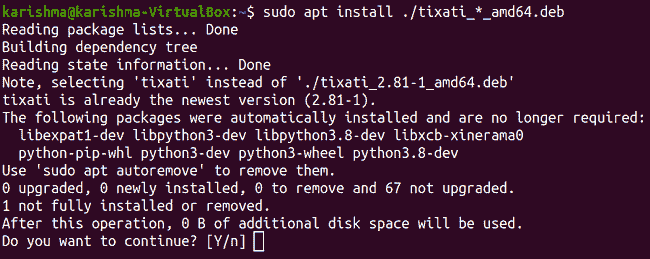 karishma@karishma-VirtualBox:~$ sudo apt install ./tixati_*_amd64.deb
Reading package lists... Done
Building dependency tree
Reading state information... Done
Note, selecting 'tixati' instead of './tixati_2.81-1_amd64.deb'
tixati is already the newest version (2.81-1).
The following packages were automatically installed and are no longer required:
  libexpat1-dev libpython3-dev libpython3.8-dev libxcb-xinerama0
  python-pip-whl python3-dev python3-wheel python3.8-dev
Use 'sudo apt autoremove' to remove them.
0 upgraded, 0 newly installed, 0 to remove and 67 not upgraded.
1 not fully installed or removed.
After this operation, 0 B of additional disk space will be used.
Do you want to continue? [Y/n]